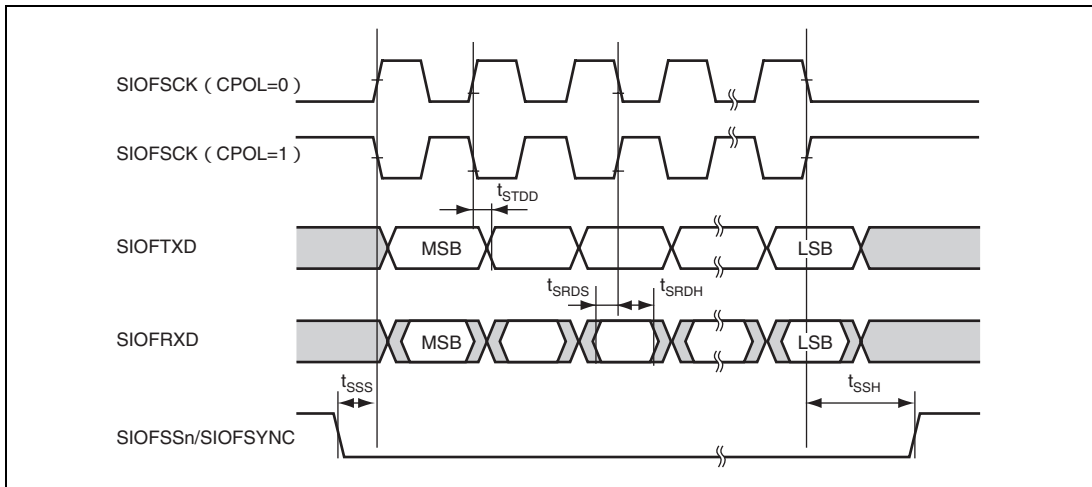 SIOFSCK ( CPOL=0 )
SIOFSCK ( CPOL=1 )
tSTDD
SIOFTXD
MSB
LSB
tSRDS
tSRDH
SIOFRXD
MSB
LSB
tSSS
tSSH
SIOFSSn/SIOFSYNC